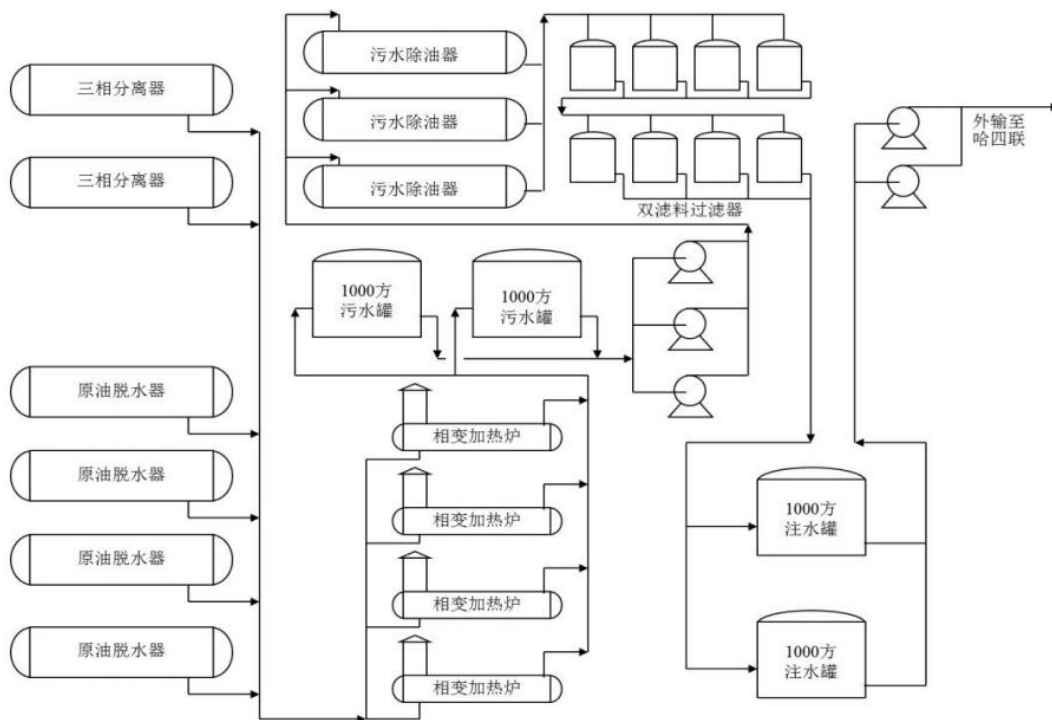 三相分离器
三相分离器
原油脱水器
原油脱水器
原油脱水器
原油脱水器
污水除油器
污水除油器
污水除油器
双滤料过滤器
1000方
污水罐
1000方
污水罐
相变加热炉
相变加热炉
相变加热炉
相变加热炉
外输至
哈四联
1000方
注水罐
1000方
注水罐